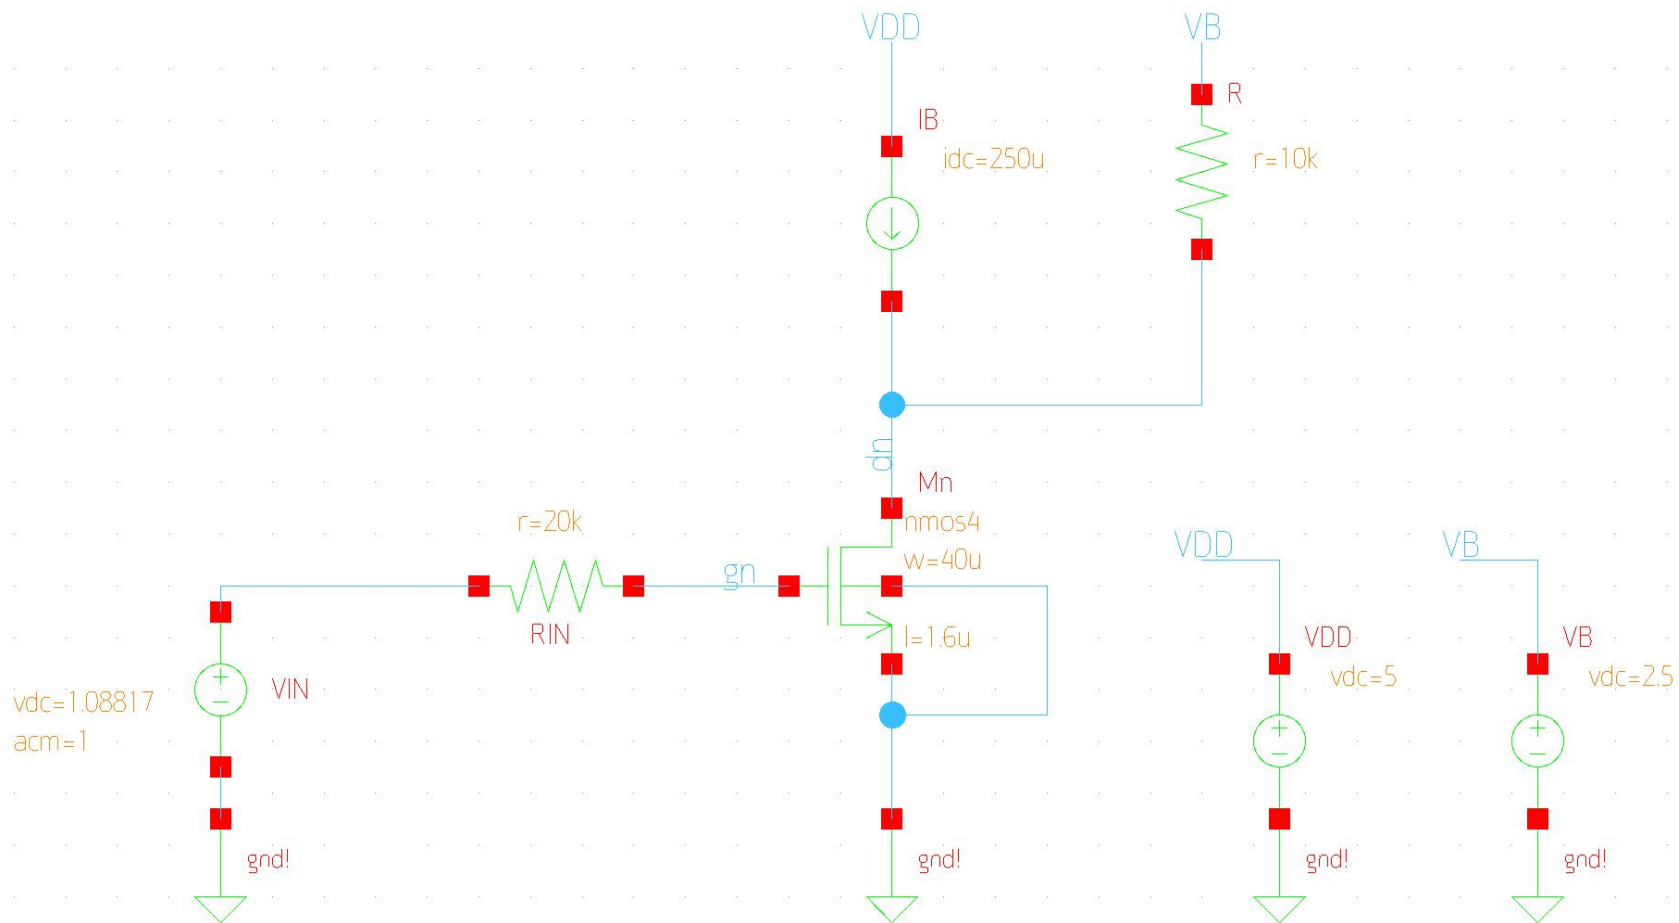 VDD
VB
R
IB
idc=250u
r=10k
dn
Mn
r=20k
nmos4
VDD
VB
w=40u
gn
RIN
l=1.6u
VDD
VB
vdc=5
vdc=2.5
VIN
vdc=1.08817
acm=1
gnd!
gnd!
gnd!
gnd!